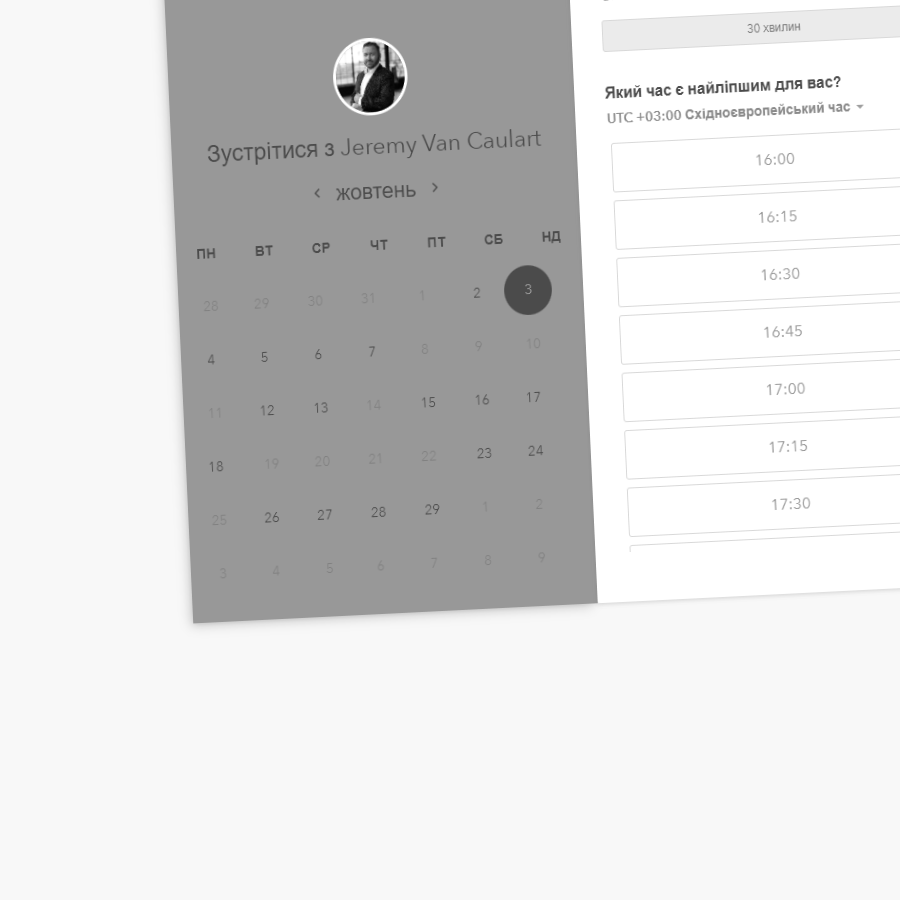 Зустрітися з Jeremy Van Caulart
‹ жовтень ›
ПН ВТ СР ЧТ ПТ СБ НД
28 29 30 31 1 2 3
4 5 6 7 8 9 10
11 12 13 14 15 16 17
18 19 20 21 22 23 24
25 26 27 28 29 1 2
3 4 5 6 7 8 9
30 хвилин
Який час є найліпшим для вас?
UTC +03:00 Східноєвропейський час
16:00
16:15
16:30
16:45
17:00
17:15
17:30